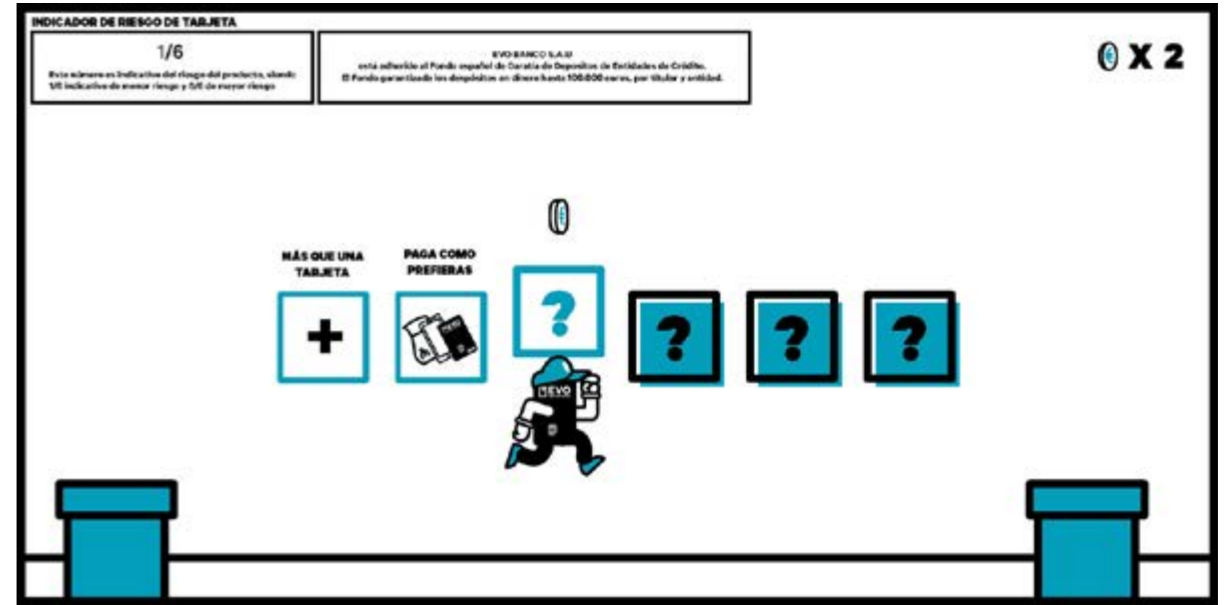 INDICADOR DE RIESGO DE TARJETA
1/6
Este número es indicativo del riesgo del producto, siendo
1/6 indicativo de menor riesgo y 6/6 de mayor riesgo
EVO BANCO S.A.U
está adherido al Fondo español de Garatía de Depositos de Entidades de Crédito.
El Fondo garantizada los depósitos en dinero hasta 100.000 euros, por titular y entidad.
€ X 2
MÁS QUE UNA
TARJETA
PAGA COMO
PREFIERAS
+
?
?
?
?
EVO